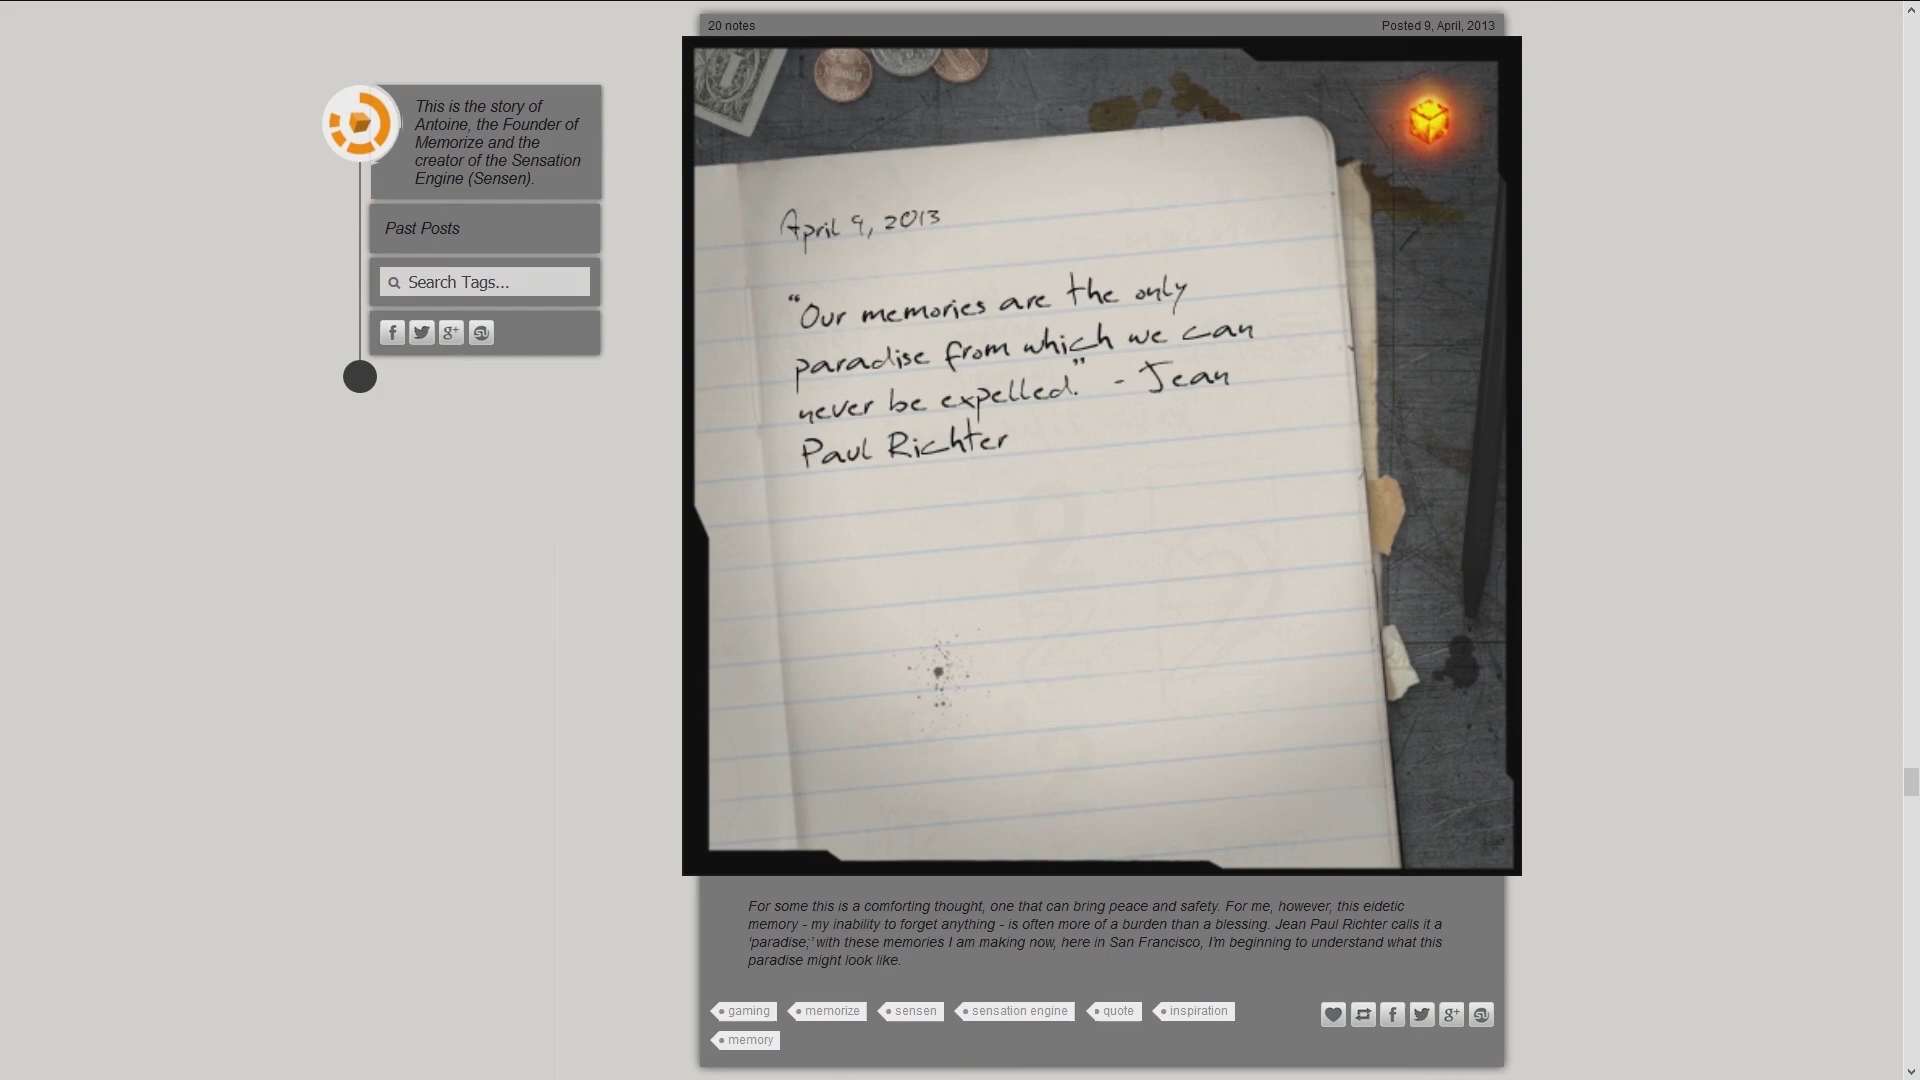 20 notes
Posted 9, April, 2013
This is the story of
Antoine, the Founder of
Memorize and the
creator of the Sensation
Engine (Sensen).
Past Posts
Search Tags...
April 9, 2013
"Our memories are the only
paradise from which we can
never be expelled." - Jean
Paul Richter
For some this is a comforting thought, one that can bring peace and safety. For me, however, this eidetic
memory - my inability to forget anything - is often more of a burden than a blessing. Jean Paul Richter calls it a
'paradise;' with these memories I am making now, here in San Francisco, I'm beginning to understand what this
paradise might look like.
gaming memorize sensen sensation engine quote inspiration
memory